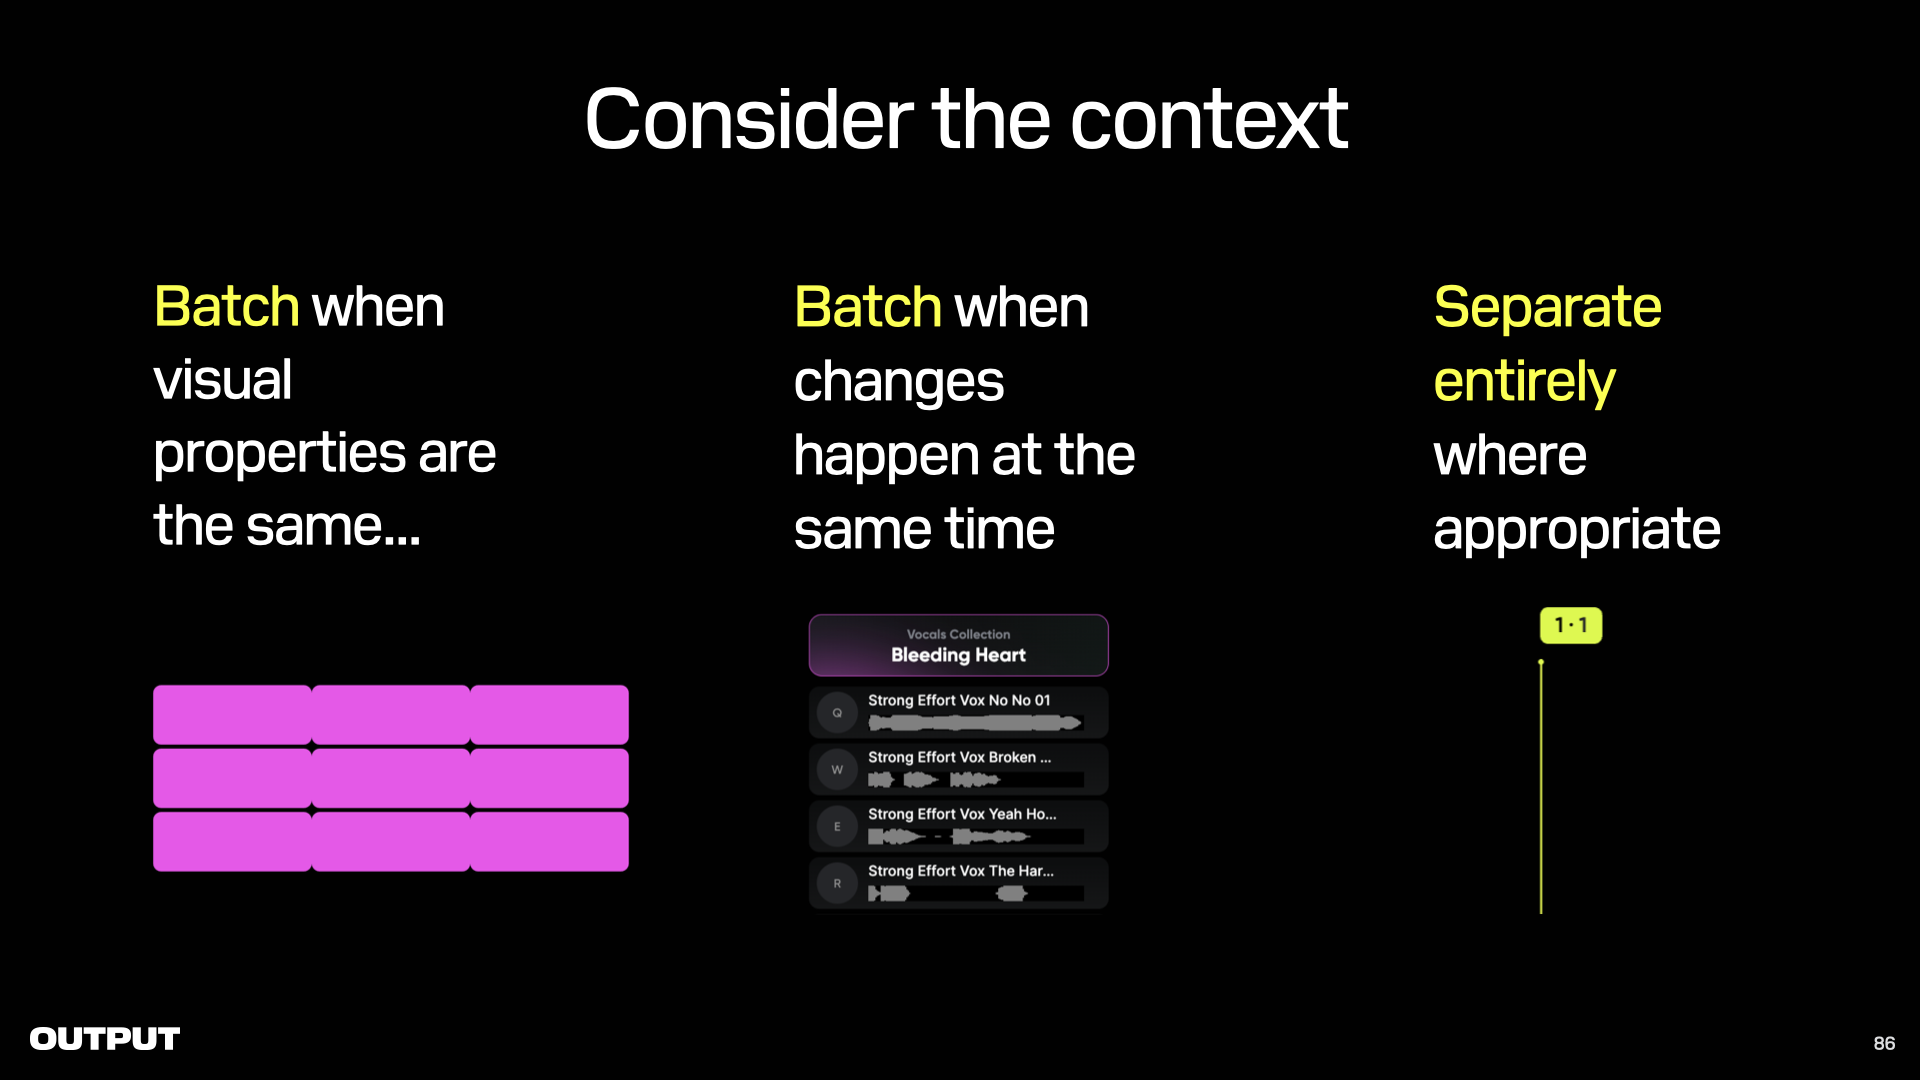 Consider the context
Batch when
visual
properties are
the same...
Batch when
changes
happen at the
same time
Separate
entirely
where
appropriate
Vocals Collection
Bleeding Heart
Q
Strong Effort Vox No No 01
W
Strong Effort Vox Broken ...
E
Strong Effort Vox Yeah Ho...
R
Strong Effort Vox The Har...
1 · 1
OUTPUT
86